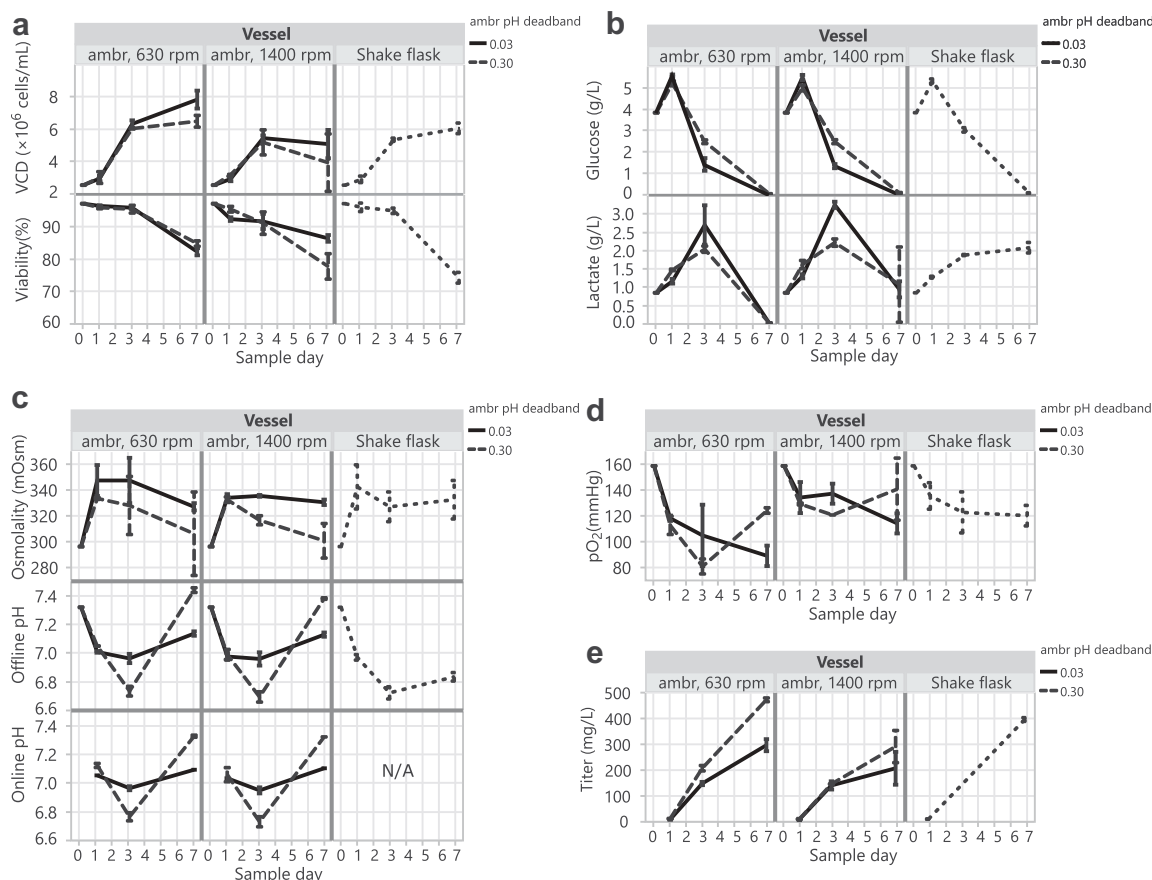 a
Vessel
ambr, 630 rpm ambr, 1400 rpm Shake flask
ambr pH deadband
0.03
0.30
VCD (×10⁶ cells/mL)
8
6
4
2
Viability(%)
90
80
70
60
0 1 2 3 4 5 6 7 0 1 2 3 4 5 6 7 0 1 2 3 4 5 6 7
Sample day
b
Vessel
ambr, 630 rpm ambr, 1400 rpm Shake flask
ambr pH deadband
0.03
0.30
Glucose (g/L)
5
4
3
2
1
0
Lactate (g/L)
3.0
2.5
2.0
1.5
1.0
0.5
0.0
0 1 2 3 4 5 6 7 0 1 2 3 4 5 6 7 0 1 2 3 4 5 6 7
Sample day
c
Vessel
ambr, 630 rpm ambr, 1400 rpm Shake flask
ambr pH deadband
0.03
0.30
Osmolality (mOsm)
360
340
320
300
280
Offline pH
7.4
7.2
7.0
6.8
6.6
Online pH
7.4
7.2
7.0
6.8
6.6
N/A
0 1 2 3 4 5 6 7 0 1 2 3 4 5 6 7 0 1 2 3 4 5 6 7
Sample day
d
Vessel
ambr, 630 rpm ambr, 1400 rpm Shake flask
ambr pH deadband
0.03
0.30
pO₂(mmHg)
160
140
120
100
80
0 1 2 3 4 5 6 7 0 1 2 3 4 5 6 7 0 1 2 3 4 5 6 7
Sample day
e
Vessel
ambr, 630 rpm ambr, 1400 rpm Shake flask
ambr pH deadband
0.03
0.30
Titer (mg/L)
500
400
300
200
100
0
0 1 2 3 4 5 6 7 0 1 2 3 4 5 6 7 0 1 2 3 4 5 6 7
Sample day